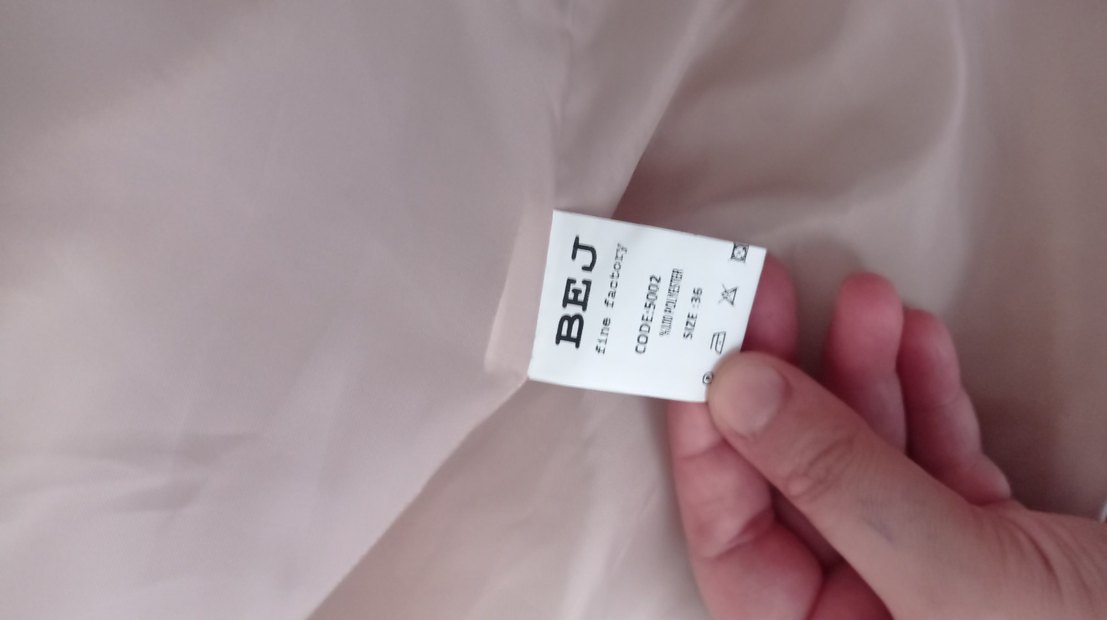 BEJ
fine factory
CODE:5002
%100 POLYESTER
SIZE :36